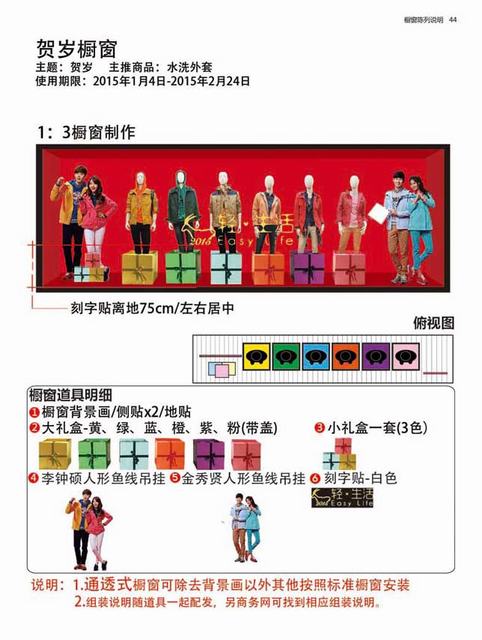 橱窗陈列说明 44
贺岁橱窗
主题：贺岁 主推商品：水洗外套
使用期限：2015年1月4日-2015年2月24日
1：3橱窗制作
轻·生活
2015 Easy Life
刻字贴离地75cm/左右居中
俯视图
橱窗道具明细
1 橱窗背景画/侧贴x2/地贴
2 大礼盒-黄、绿、蓝、橙、紫、粉(带盖)
3 小礼盒一套(3色)
4 李钟硕人形鱼线吊挂 5 金秀贤人形鱼线吊挂 6 刻字贴-白色
轻·生活
2015 Easy Life
说明：1.通透式橱窗可除去背景画以外其他按照标准橱窗安装
2.组装说明随道具一起配发，另商务网可找到相应组装说明。